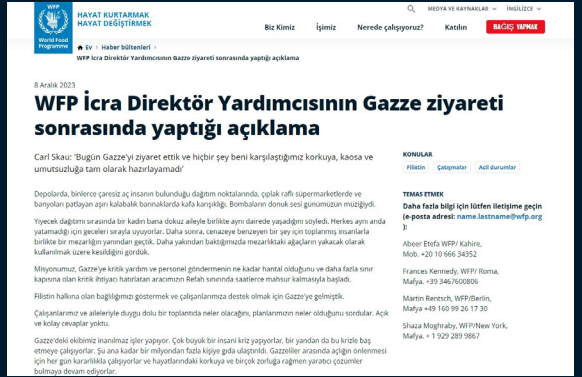 WFP
World Food
Programme
HAYAT KURTARMAK
HAYAT DEĞİŞTİRMEK
MEDYA VE KAYNAKLAR
İNGİLİZCE
Biz Kimiz
İşimiz
Nerede çalışıyoruz?
Katılın
BAĞIŞ YAPMAK
Ev › Haber bültenleri ›
WFP İcra Direktör Yardımcısının Gazze ziyareti sonrasında yaptığı açıklama
8 Aralık 2023
WFP İcra Direktör Yardımcısının Gazze ziyareti
sonrasında yaptığı açıklama
Carl Skau: 'Bugün Gazze'yi ziyaret ettik ve hiçbir şey beni karşılaştığımız korkuya, kaosa ve
umutsuzluğa tam olarak hazırlayamadı'
Depolarda, binlerce çaresiz aç insanın bulunduğu dağıtım noktalarında, çıplak raflı süpermarketlerde ve
banyoları patlayan aşırı kalabalık barınaklarda kafa karışıklığı. Bombaların donuk sesi günümüzün müziğiydi.
Yiyecek dağıtımı sırasında bir kadın bana dokuz aileyle birlikte aynı dairede yaşadığını söyledi. Herkes aynı anda
yatamadığı için geceleri sırayla uyuyorlar. Daha sonra, cenazeye benzeyen bir şey için toplanmış insanlarla
birlikte bir mezarlığın yanından geçtik. Daha yakından baktığımızda mezarlıktaki ağaçların yakacak olarak
kullanılmak üzere kesildiğini gördük.
Misyonumuz, Gazze'ye kritik yardım ve personel göndermenin ne kadar hantal olduğunu ve daha fazla sınır
kapısına olan kritik ihtiyacı hatırlatan aracımızın Refah sınırında saatlerce mahsur kalmasıyla başladı.
Filistin halkına olan bağlılığımızı göstermek ve çalışanlarımıza destek olmak için Gazze'ye gelmiştik.
Çalışanlarımız ve aileleriyle duygu dolu bir toplantıda neler olacağını, planlarımızın neler olduğunu sordular. Açık
ve kolay cevaplar yoktu.
Gazze'deki ekibimiz inanılmaz işler yapıyor. Çok büyük bir insani kriz yaşıyorlar, bir yandan da bu krizle baş
etmeye çalışıyorlar. Şu ana kadar bir milyondan fazla kişiye gıda ulaştırıldı. Gazzeliler arasında açlığın önlenmesi
için her gün kararlılıkla çalışıyorlar ve hayatlarındaki korkuya ve birçok zorluğa rağmen yaratıcı çözümler
bulmaya devam ediyorlar.
KONULAR
Filistin
Çatışmalar
Acil durumlar
TEMAS ETMEK
Daha fazla bilgi için lütfen iletişime geçin
(e-posta adresi: name.lastname@wfp.org
):
Abeer Etefa WFP/ Kahire,
Mob. +20 10 666 34352
Frances Kennedy, WFP/ Roma,
Mafya. +39 3467600806
Martin Rentsch, WFP/Berlin,
Mafya +49 160 99 26 17 30
Shaza Moghraby, WFP/New York,
Mafya. + 1 929 289 9867